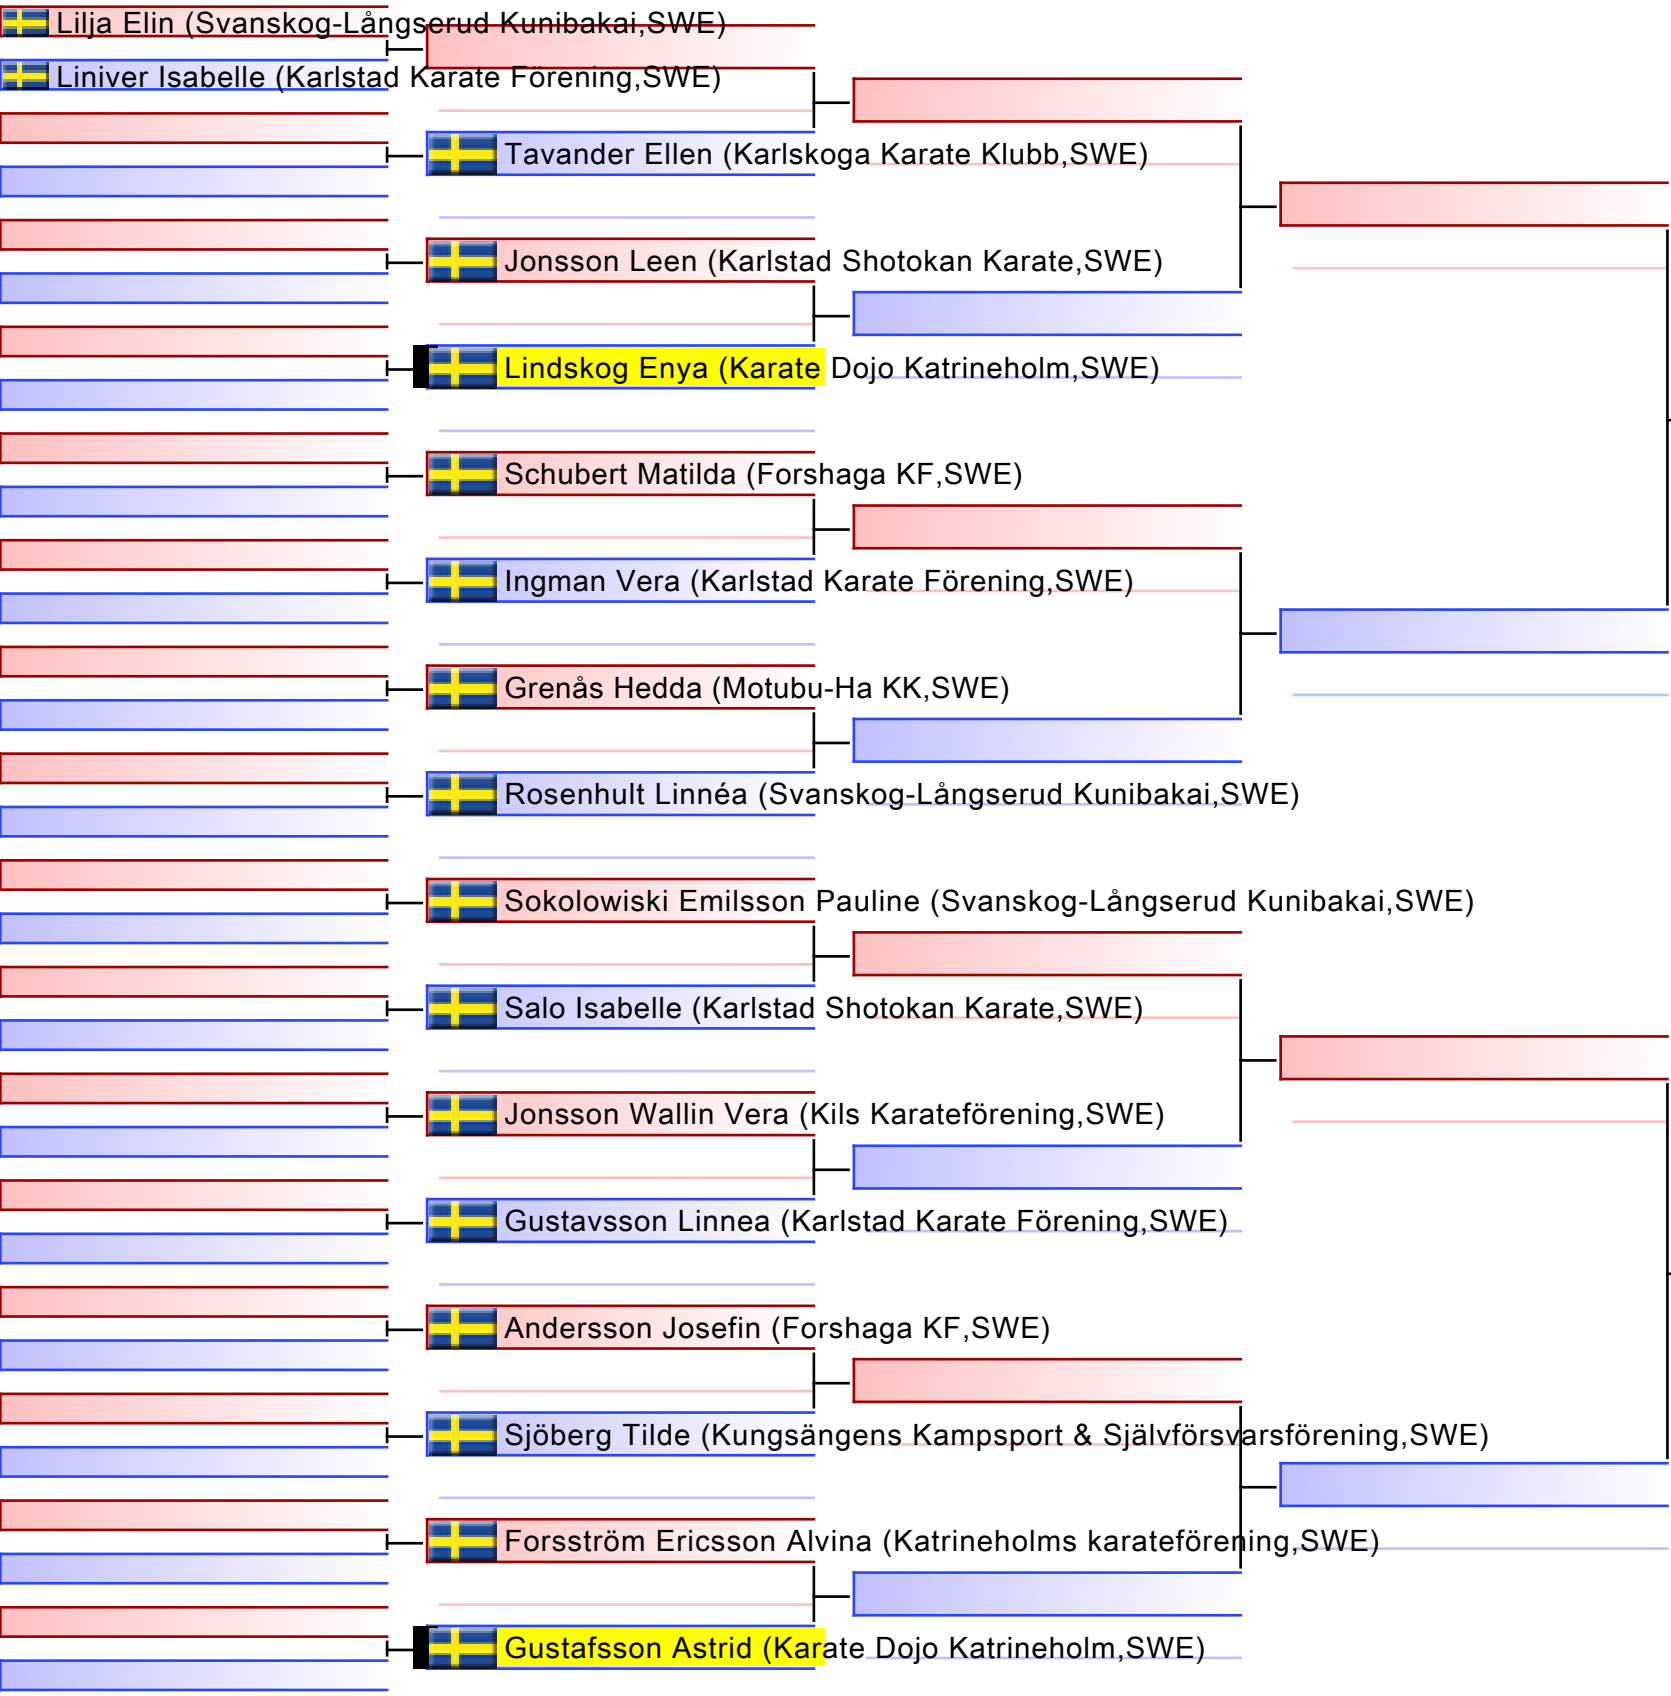 Lilja Elin (Svanskog-Långserud Kunibakai,SWE)
Liniver Isabelle (Karlstad Karate Förening,SWE)
Tavander Ellen (Karlskoga Karate Klubb,SWE)
Jonsson Leen (Karlstad Shotokan Karate,SWE)
Lindskog Enya (Karate Dojo Katrineholm,SWE)
Schubert Matilda (Forshaga KF,SWE)
Ingman Vera (Karlstad Karate Förening,SWE)
Grenås Hedda (Motubu-Ha KK,SWE)
Rosenhult Linnéa (Svanskog-Långserud Kunibakai,SWE)
Sokolowiski Emilsson Pauline (Svanskog-Långserud Kunibakai,SWE)
Salo Isabelle (Karlstad Shotokan Karate,SWE)
Jonsson Wallin Vera (Kils Karateförening,SWE)
Gustavsson Linnea (Karlstad Karate Förening,SWE)
Andersson Josefin (Forshaga KF,SWE)
Sjöberg Tilde (Kungsängens Kampsport & Självförsvarsförening,SWE)
Forsström Ericsson Alvina (Katrineholms karateförening,SWE)
Gustafsson Astrid (Karate Dojo Katrineholm,SWE)